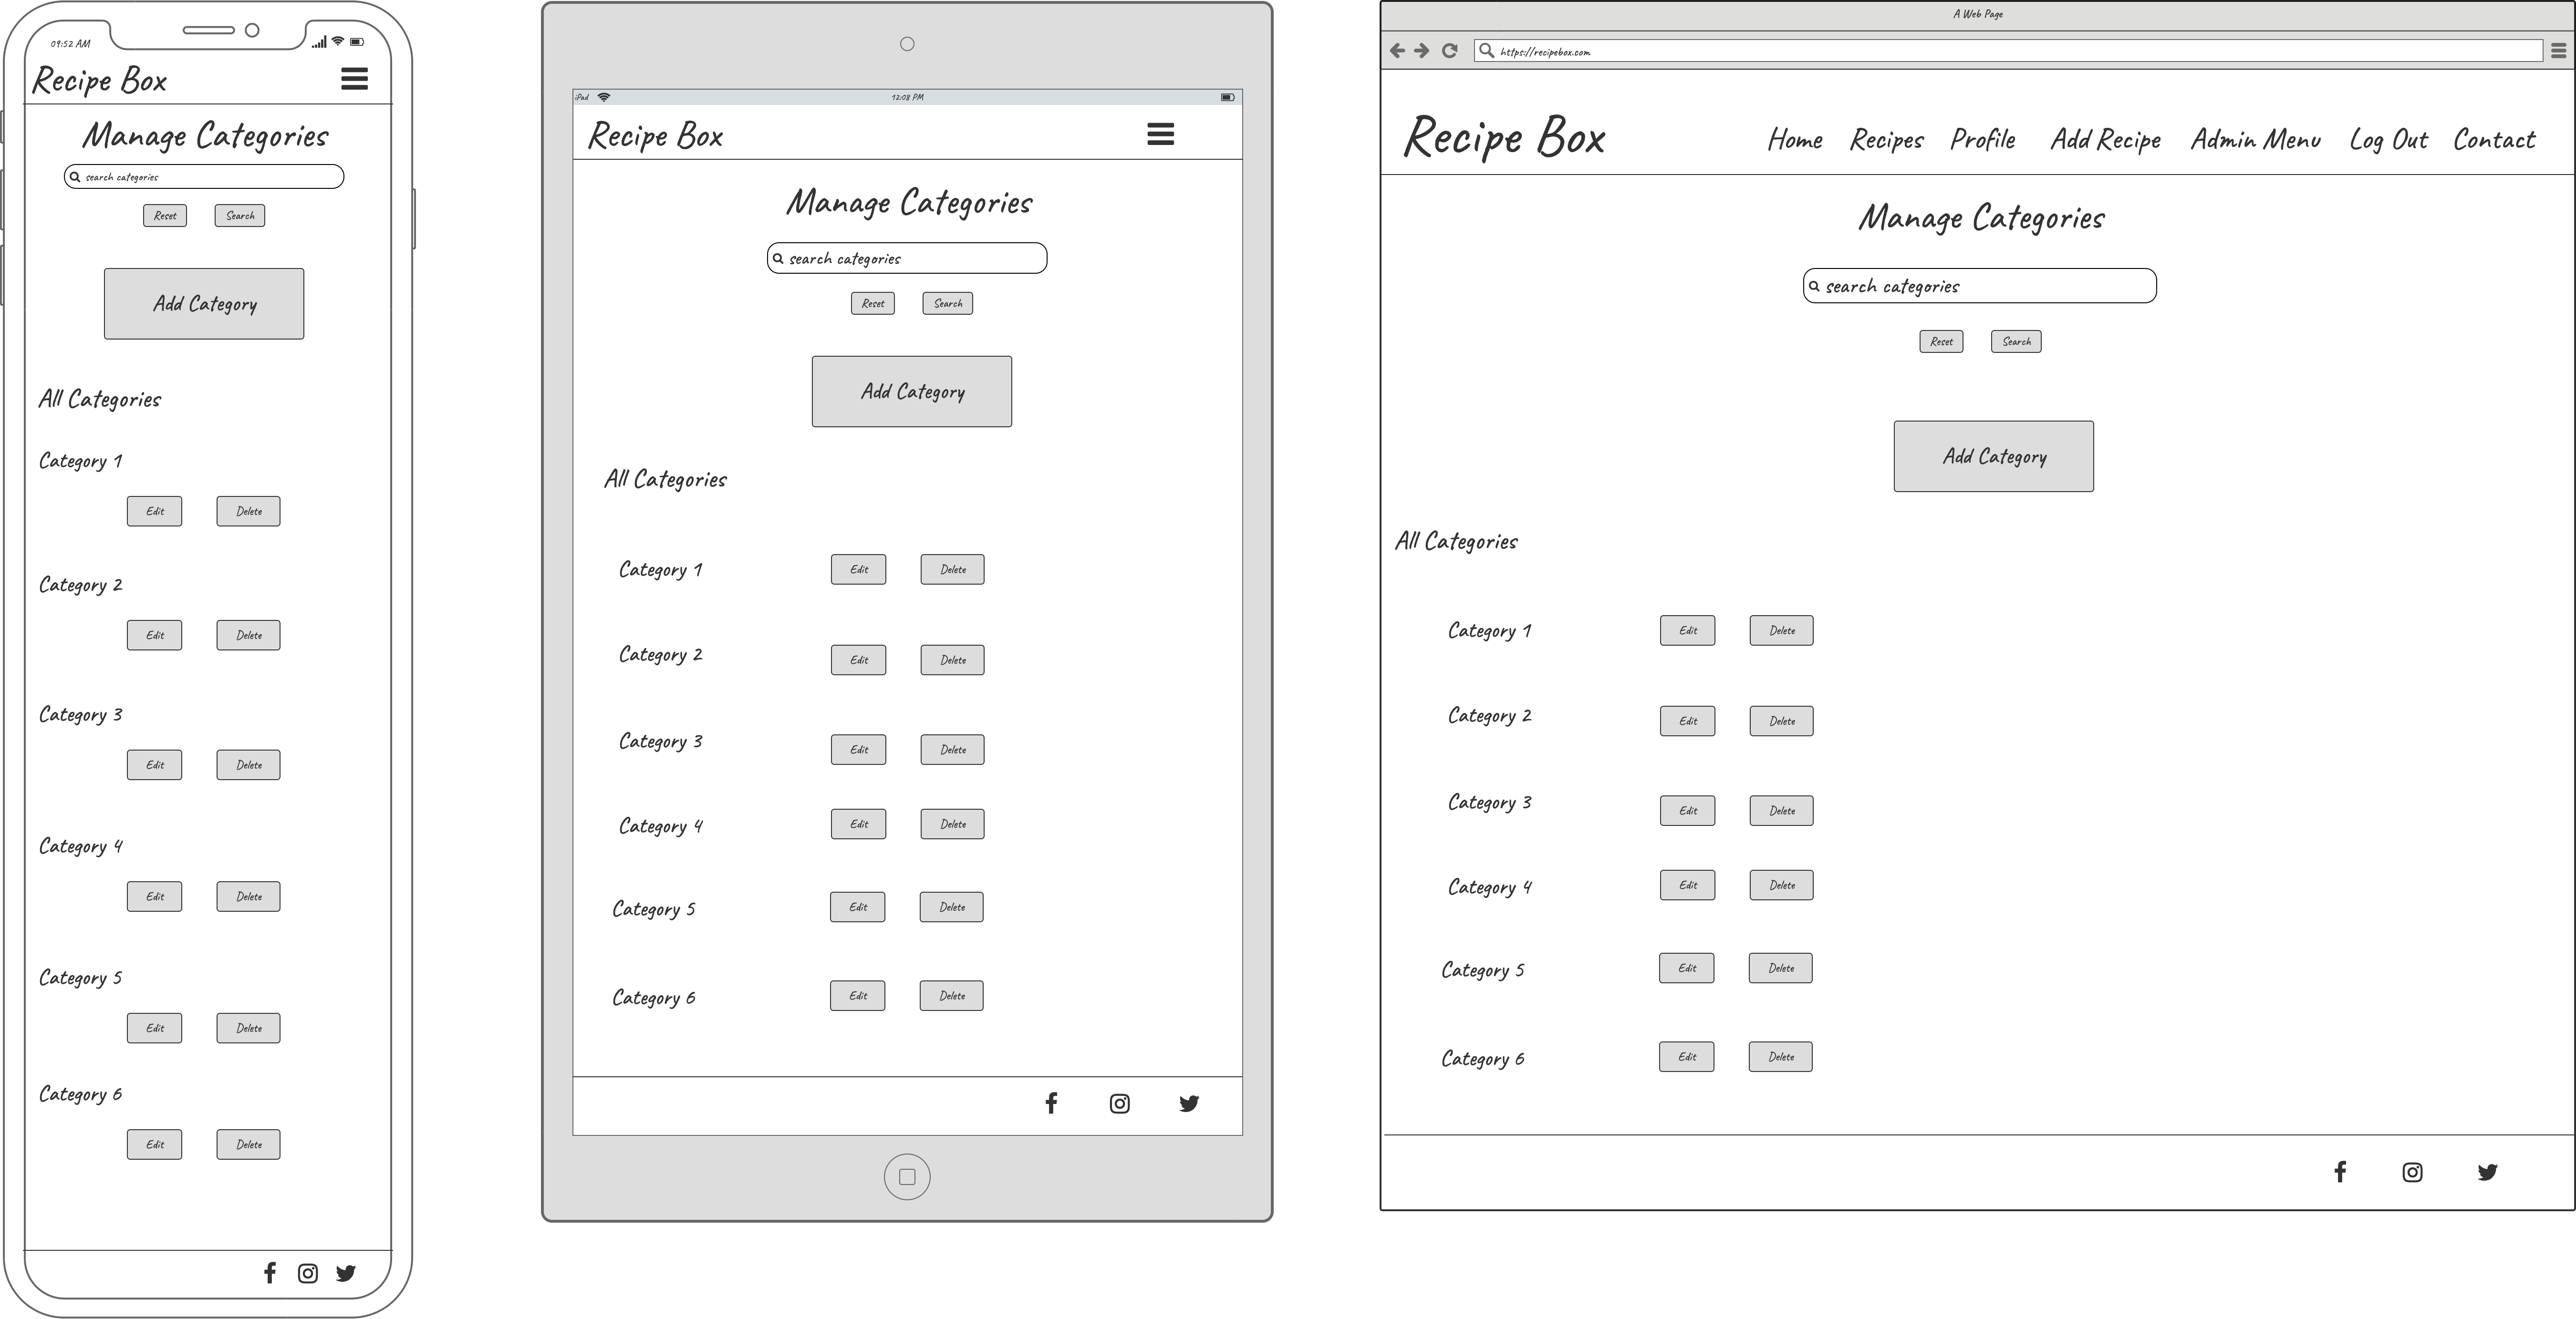 09:52 AM
Recipe Box
Manage Categories
search categories
Reset Search
Add Category
All Categories
Category 1
Edit Delete
Category 2
Edit Delete
Category 3
Edit Delete
Category 4
Edit Delete
Category 5
Edit Delete
Category 6
Edit Delete
iPad 12:08 PM
Recipe Box
Manage Categories
search categories
Reset Search
Add Category
All Categories
Category 1 Edit Delete
Category 2 Edit Delete
Category 3 Edit Delete
Category 4 Edit Delete
Category 5 Edit Delete
Category 6 Edit Delete
A Web Page
https://recipebox.com
Recipe Box Home Recipes Profile Add Recipe Admin Menu Log Out Contact
Manage Categories
search categories
Reset Search
Add Category
All Categories
Category 1 Edit Delete
Category 2 Edit Delete
Category 3 Edit Delete
Category 4 Edit Delete
Category 5 Edit Delete
Category 6 Edit Delete